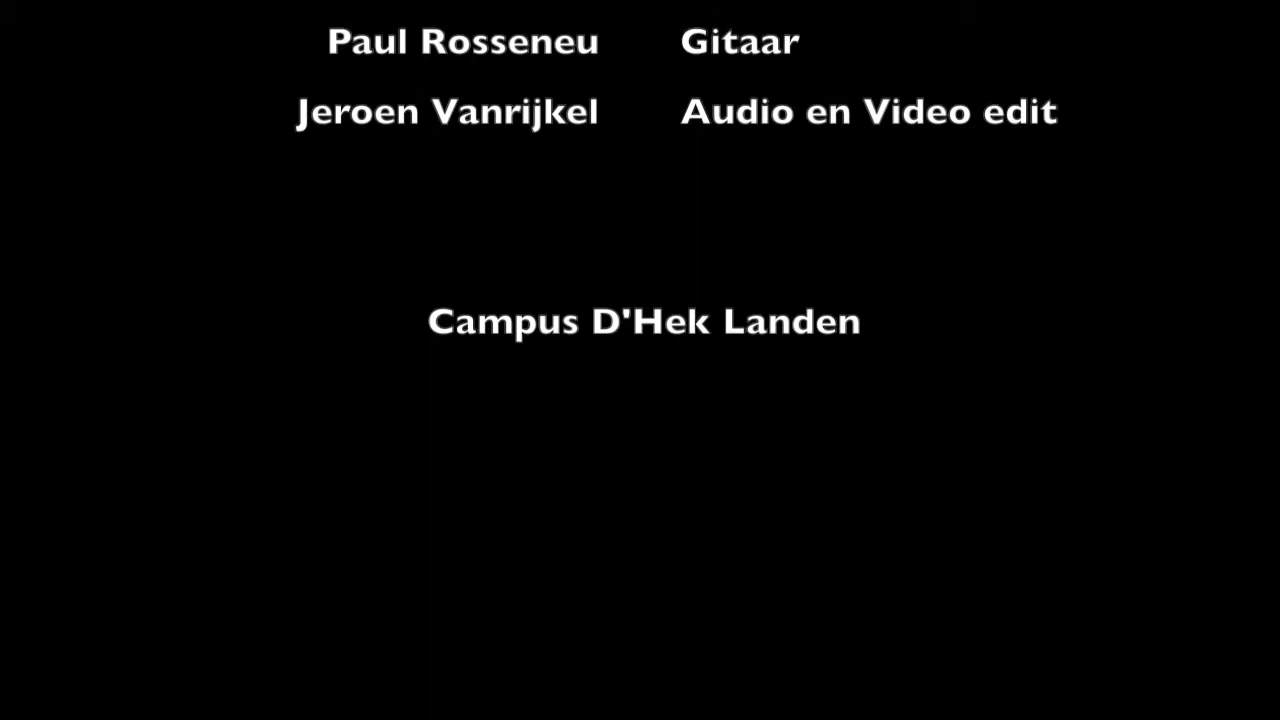 Paul Rosseneu Gitaar
Jeroen Vanrijkel Audio en Video edit
Campus D'Hek Landen